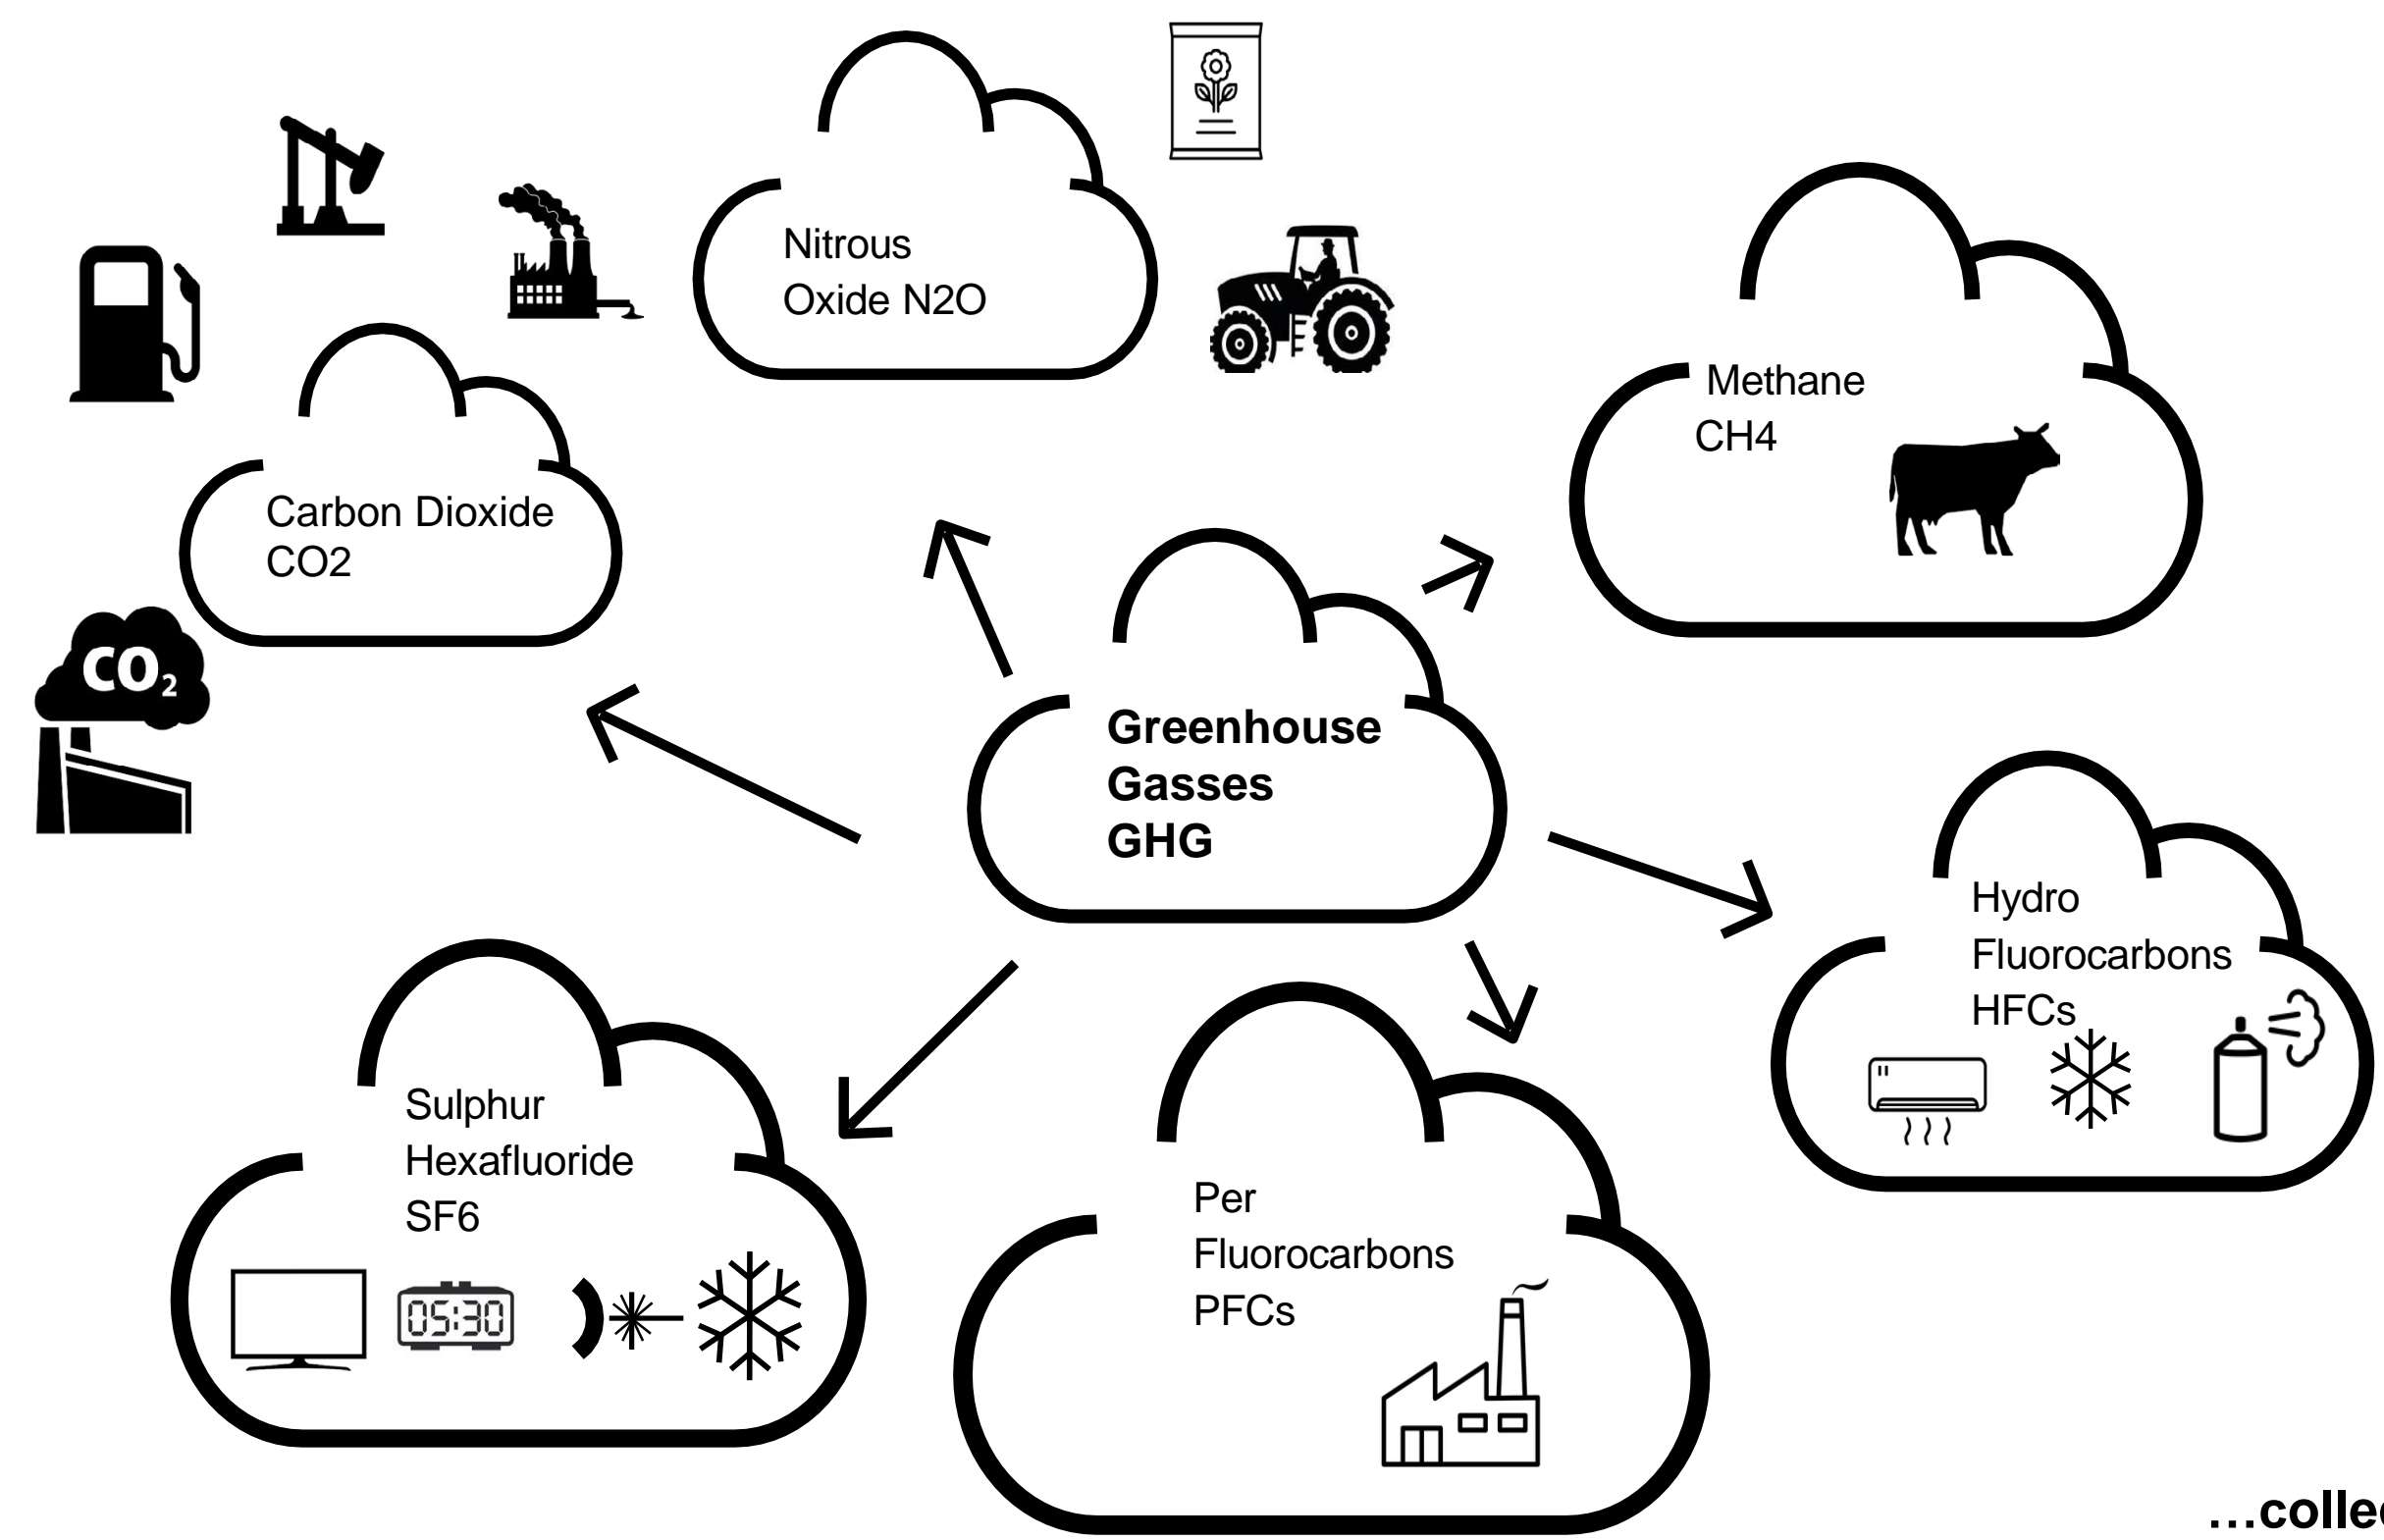 Nitrous
Oxide N2O
Methane
CH4
Carbon Dioxide
CO2
CO₂
Greenhouse
Gasses
GHG
Hydro
Fluorocarbons
HFCs
Sulphur
Hexafluoride
SF6
05:30
Per
Fluorocarbons
PFCs